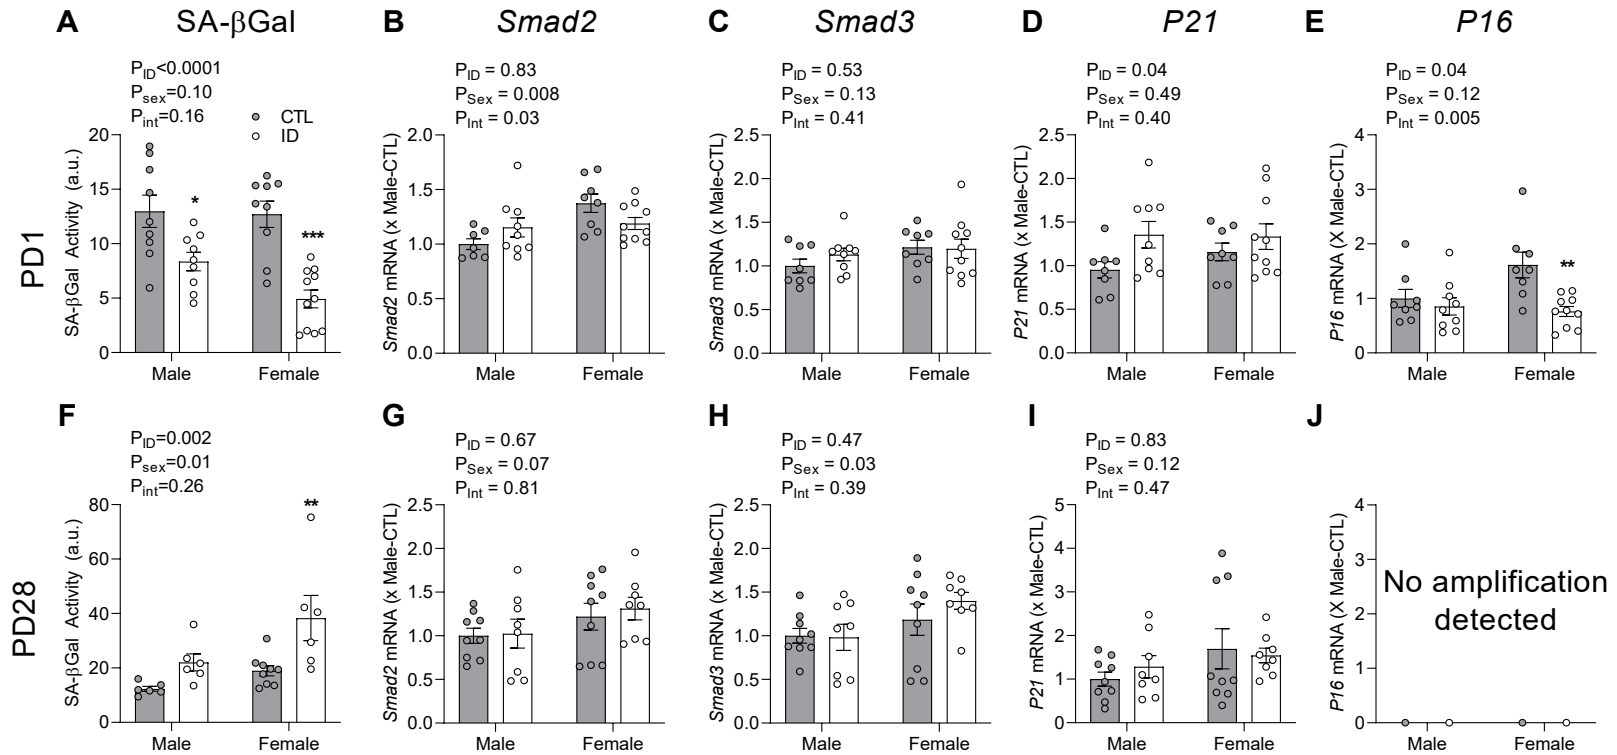 A SA-βGal B Smad2 C Smad3 D P21 E P16
PD1
P_ID<0.0001
P_sex=0.10
P_int=0.16
CTL
ID
SA-βGal Activity (a.u.)
20
15
10
5
0
*
***
Male Female
P_ID = 0.83
P_Sex = 0.008
P_Int = 0.03
Smad2 mRNA (x Male-CTL)
2.0
1.5
1.0
0.5
0.0
Male Female
P_ID = 0.53
P_Sex = 0.13
P_Int = 0.41
Smad3 mRNA (x Male-CTL)
2.5
2.0
1.5
1.0
0.5
0.0
Male Female
P_ID = 0.04
P_Sex = 0.49
P_Int = 0.40
P21 mRNA (x Male-CTL)
2.5
2.0
1.5
1.0
0.5
0.0
Male Female
P_ID = 0.04
P_Sex = 0.12
P_Int = 0.005
P16 mRNA (X Male-CTL)
4
3
2
1
0
**
Male Female
PD28
F
P_ID=0.002
P_sex=0.01
P_int=0.26
SA-βGal Activity (a.u.)
80
60
40
20
0
**
Male Female
G
P_ID = 0.67
P_Sex = 0.07
P_Int = 0.81
Smad2 mRNA (x Male-CTL)
2.5
2.0
1.5
1.0
0.5
0.0
Male Female
H
P_ID = 0.47
P_Sex = 0.03
P_Int = 0.39
Smad3 mRNA (x Male-CTL)
2.5
2.0
1.5
1.0
0.5
0.0
Male Female
I
P_ID = 0.83
P_Sex = 0.12
P_Int = 0.47
P21 mRNA (x Male-CTL)
5
4
3
2
1
0
Male Female
J
P16 mRNA (X Male-CTL)
4
3
2
4
0
No amplification
detected
Male Female